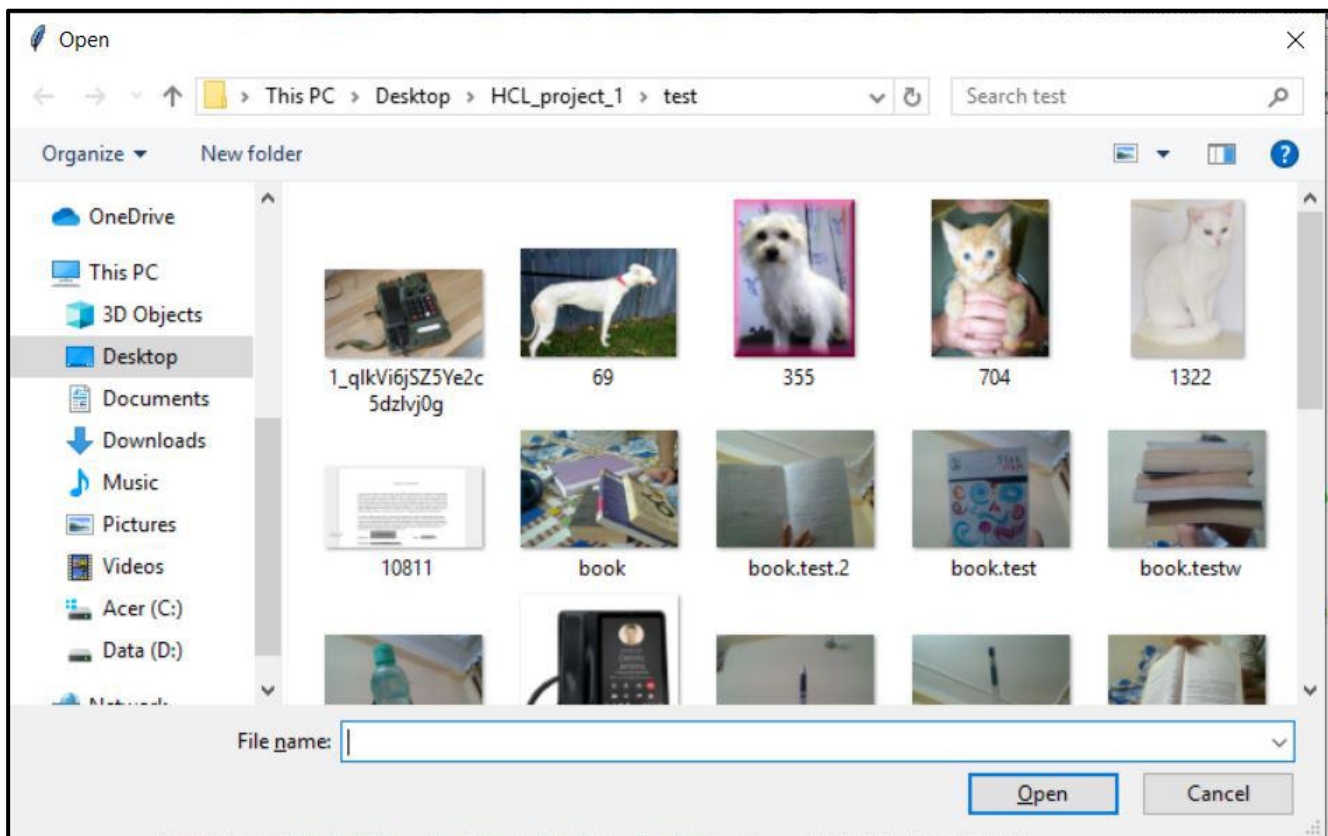 Open
This PC > Desktop > HCL_project_1 > test
Search test
Organize
New folder
OneDrive
This PC
3D Objects
Desktop
Documents
Downloads
Music
Pictures
Videos
Acer (C:)
Data (D:)
1_qIkVi6jSZ5Ye2c
5dzlvj0g
69
355
704
1322
10811
book
book.test.2
book.test
book.testw
File name:
Open
Cancel